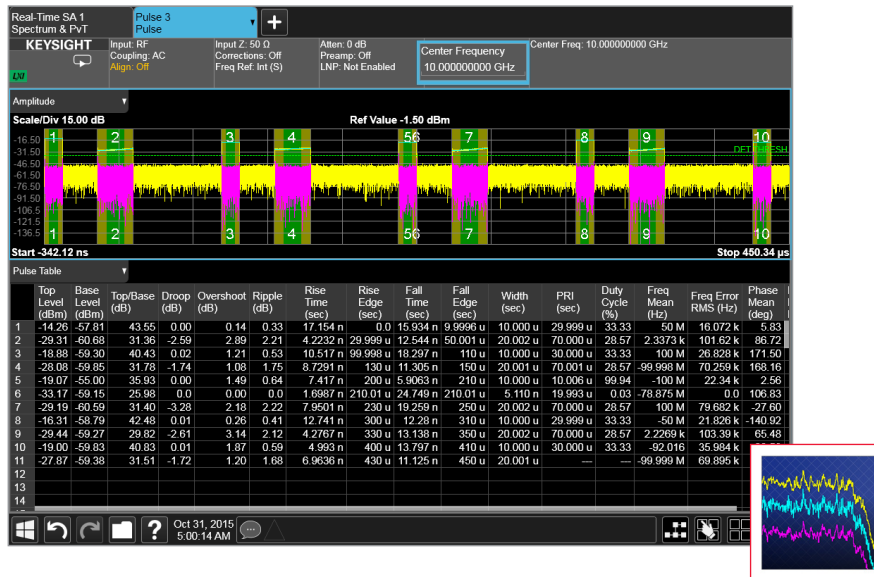 Real-Time SA 1
Spectrum & PvT
Pulse 3
Pulse
+
KEYSIGHT
LXI
Input: RF
Coupling: AC
Align: Off
Input Z: 50 Ω
Corrections: Off
Freq Ref: Int (S)
Atten: 0 dB
Preamp: Off
LNP: Not Enabled
Center Frequency
10.000000000 GHz
Center Freq: 10.000000000 GHz
Amplitude
Scale/Div 15.00 dB
Ref Value -1.50 dBm
1 2 3 4 56 7 8 9 10
DET THRESH
-16.50
-31.50
-46.50
-61.50
-76.50
-91.50
-106.5
-121.5
-136.5
1 2 3 4 56 7 8 9 10
Start -342.12 ns
Stop 450.34 µs
Pulse Table
Top Level (dBm) Base Level (dBm) Top/Base (dB) Droop (dB) Overshoot (dB) Ripple (dB) Rise Time (sec) Rise Edge (sec) Fall Time (sec) Fall Edge (sec) Width (sec) PRI (sec) Duty Cycle (%) Freq Mean (Hz) Freq Error RMS (Hz) Phase Mean (deg)
1 -14.26 -57.81 43.55 0.00 0.14 0.33 17.154 n 0.0 15.934 n 9.9996 u 10.000 u 29.999 u 33.33 50 M 16.072 k 5.83
2 -29.31 -60.68 31.36 -2.59 2.89 2.21 4.2232 n 29.999 u 12.544 n 50.001 u 20.002 u 70.000 u 28.57 2.3373 k 101.62 k 86.72
3 -18.88 -59.30 40.43 0.02 1.21 0.53 10.517 n 99.998 u 18.297 n 110 u 10.000 u 30.000 u 33.33 100 M 26.828 k 171.50
4 -28.08 -59.85 31.78 -1.74 1.08 1.75 8.7291 n 130 u 11.305 n 150 u 20.001 u 70.001 u 28.57 -99.998 M 70.259 k 168.16
5 -19.07 -55.00 35.93 0.00 1.49 0.64 7.417 n 200 u 5.9063 n 210 u 10.000 u 10.006 u 99.94 -100 M 22.34 k 2.56
6 -33.17 -59.15 25.98 0.0 0.00 0.0 1.6987 n 210.01 u 24.749 n 210.01 u 5.110 n 19.993 u 0.03 -78.875 M 0.0 106.83
7 -29.19 -60.59 31.40 -3.28 2.18 2.22 7.9501 n 230 u 19.259 n 250 u 20.002 u 70.000 u 28.57 100 M 79.682 k -27.60
8 -16.31 -58.79 42.48 0.01 0.26 0.41 12.741 n 300 u 12.28 n 310 u 10.000 u 29.999 u 33.33 -50 M 21.826 k -140.92
9 -29.44 -59.27 29.82 -2.61 3.14 2.12 4.2767 n 330 u 13.138 n 350 u 20.002 u 70.000 u 28.57 2.2269 k 103.39 k 65.48
10 -19.00 -59.83 40.83 0.01 1.87 0.59 4.993 n 400 u 13.797 n 410 u 10.000 u 30.000 u 33.33 -92.016 35.984 k
11 -27.87 -59.38 31.51 -1.72 1.20 1.68 6.9636 n 430 u 11.125 n 450 u 20.001 u --- --- -99.999 M 69.895 k
12
13
14
?
Oct 31, 2015
5:00:14 AM